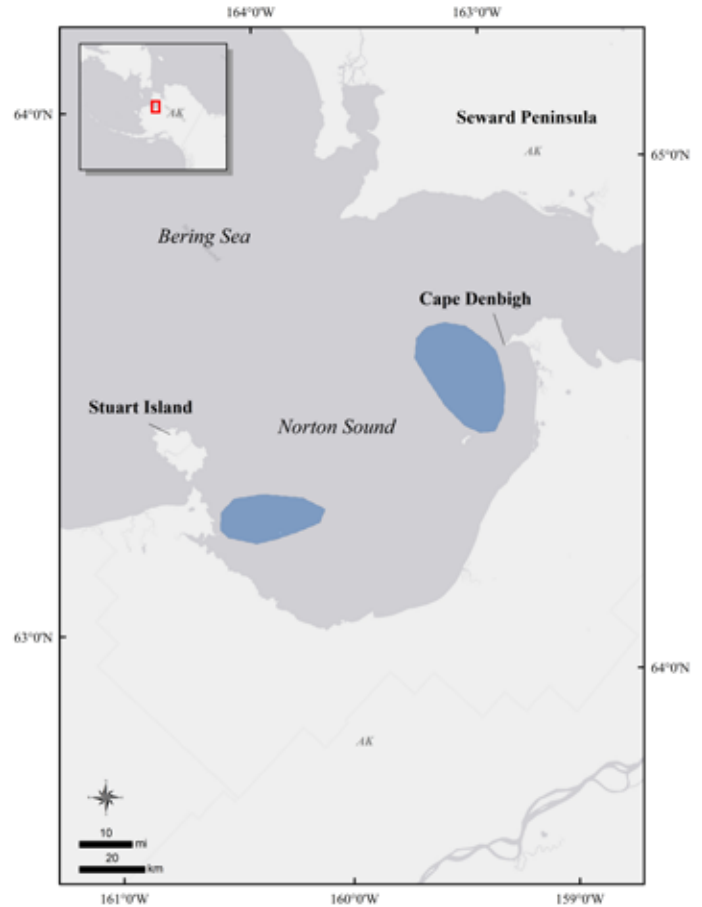 164°0'W
163°0'W
64°0'N
AK
Seward Peninsula
AK
65°0'N
Bering Sea
Cape Denbigh
Stuart Island
Norton Sound
63°0'N
64°0'N
AK
10
mi
20
km
161°0'W
160°0'W
159°0'W